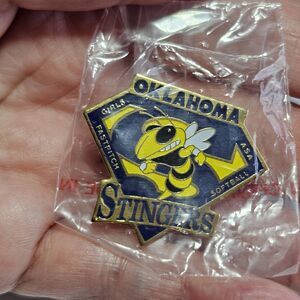 OKLAHOMA
GIRLS
FASTPITCH
ASA
SOFTBALL
STINGERS